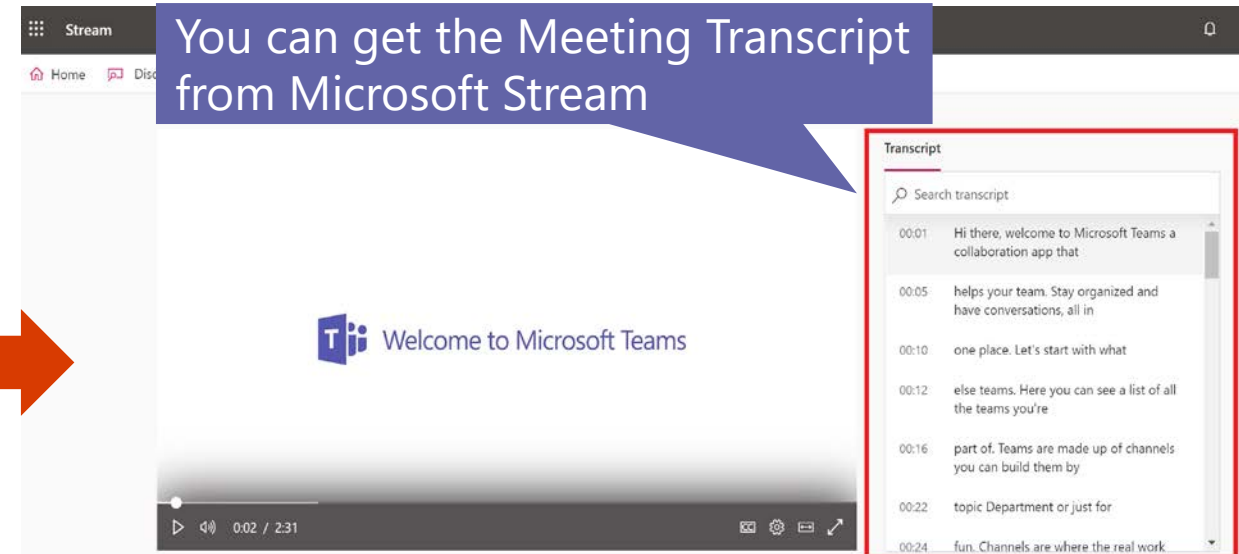 Stream
You can get the Meeting Transcript
from Microsoft Stream
Home
Transcript
Search transcript
00:01 Hi there, welcome to Microsoft Teams a
collaboration app that
00:05 helps your team. Stay organized and
have conversations, all in
00:10 one place. Let's start with what
00:12 else teams. Here you can see a list of all
the teams you're
00:16 part of. Teams are made up of channels
you can build them by
00:22 topic Department or just for
00:24 fun. Channels are where the real work
T Welcome to Microsoft Teams
0:02 / 2:31
CC